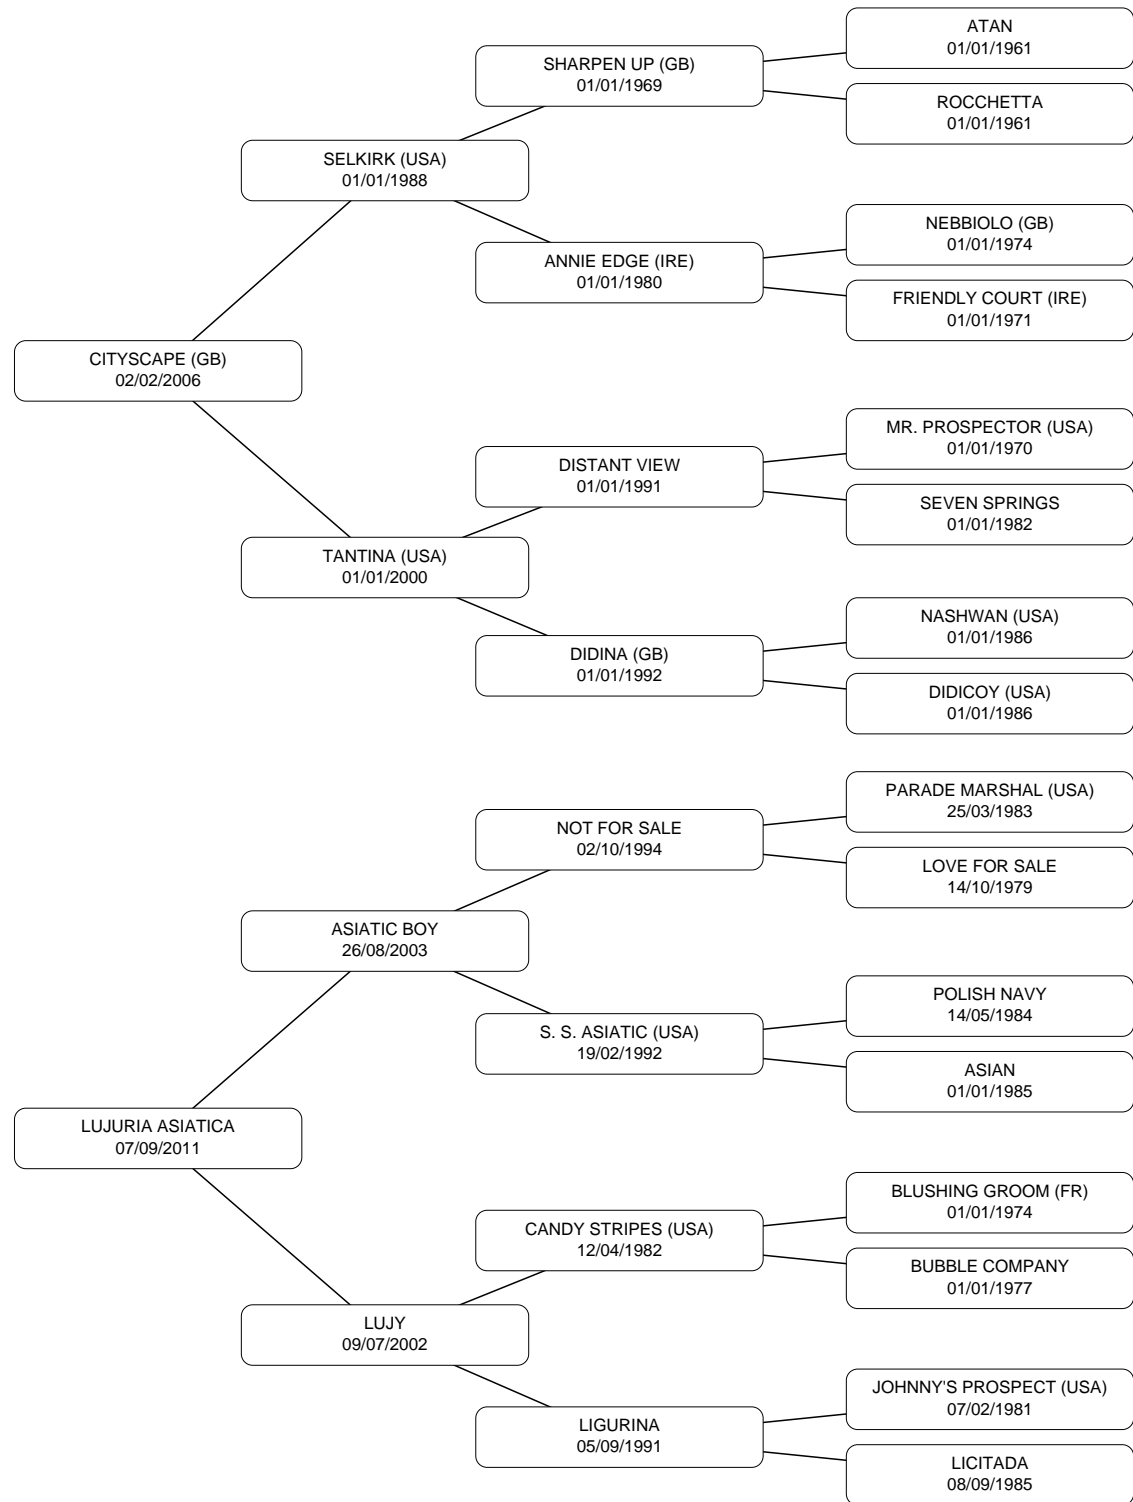 ATAN
01/01/1961
SHARPEN UP (GB)
01/01/1969
ROCCHETTA
01/01/1961
SELKIRK (USA)
01/01/1988
NEBBIOLO (GB)
01/01/1974
ANNIE EDGE (IRE)
01/01/1980
FRIENDLY COURT (IRE)
01/01/1971
CITYSCAPE (GB)
02/02/2006
MR. PROSPECTOR (USA)
01/01/1970
DISTANT VIEW
01/01/1991
SEVEN SPRINGS
01/01/1982
TANTINA (USA)
01/01/2000
NASHWAN (USA)
01/01/1986
DIDINA (GB)
01/01/1992
DIDICOY (USA)
01/01/1986
PARADE MARSHAL (USA)
25/03/1983
NOT FOR SALE
02/10/1994
LOVE FOR SALE
14/10/1979
ASIATIC BOY
26/08/2003
POLISH NAVY
14/05/1984
S. S. ASIATIC (USA)
19/02/1992
ASIAN
01/01/1985
LUJURIA ASIATICA
07/09/2011
BLUSHING GROOM (FR)
01/01/1974
CANDY STRIPES (USA)
12/04/1982
BUBBLE COMPANY
01/01/1977
LUJY
09/07/2002
JOHNNY'S PROSPECT (USA)
07/02/1981
LIGURINA
05/09/1991
LICITADA
08/09/1985